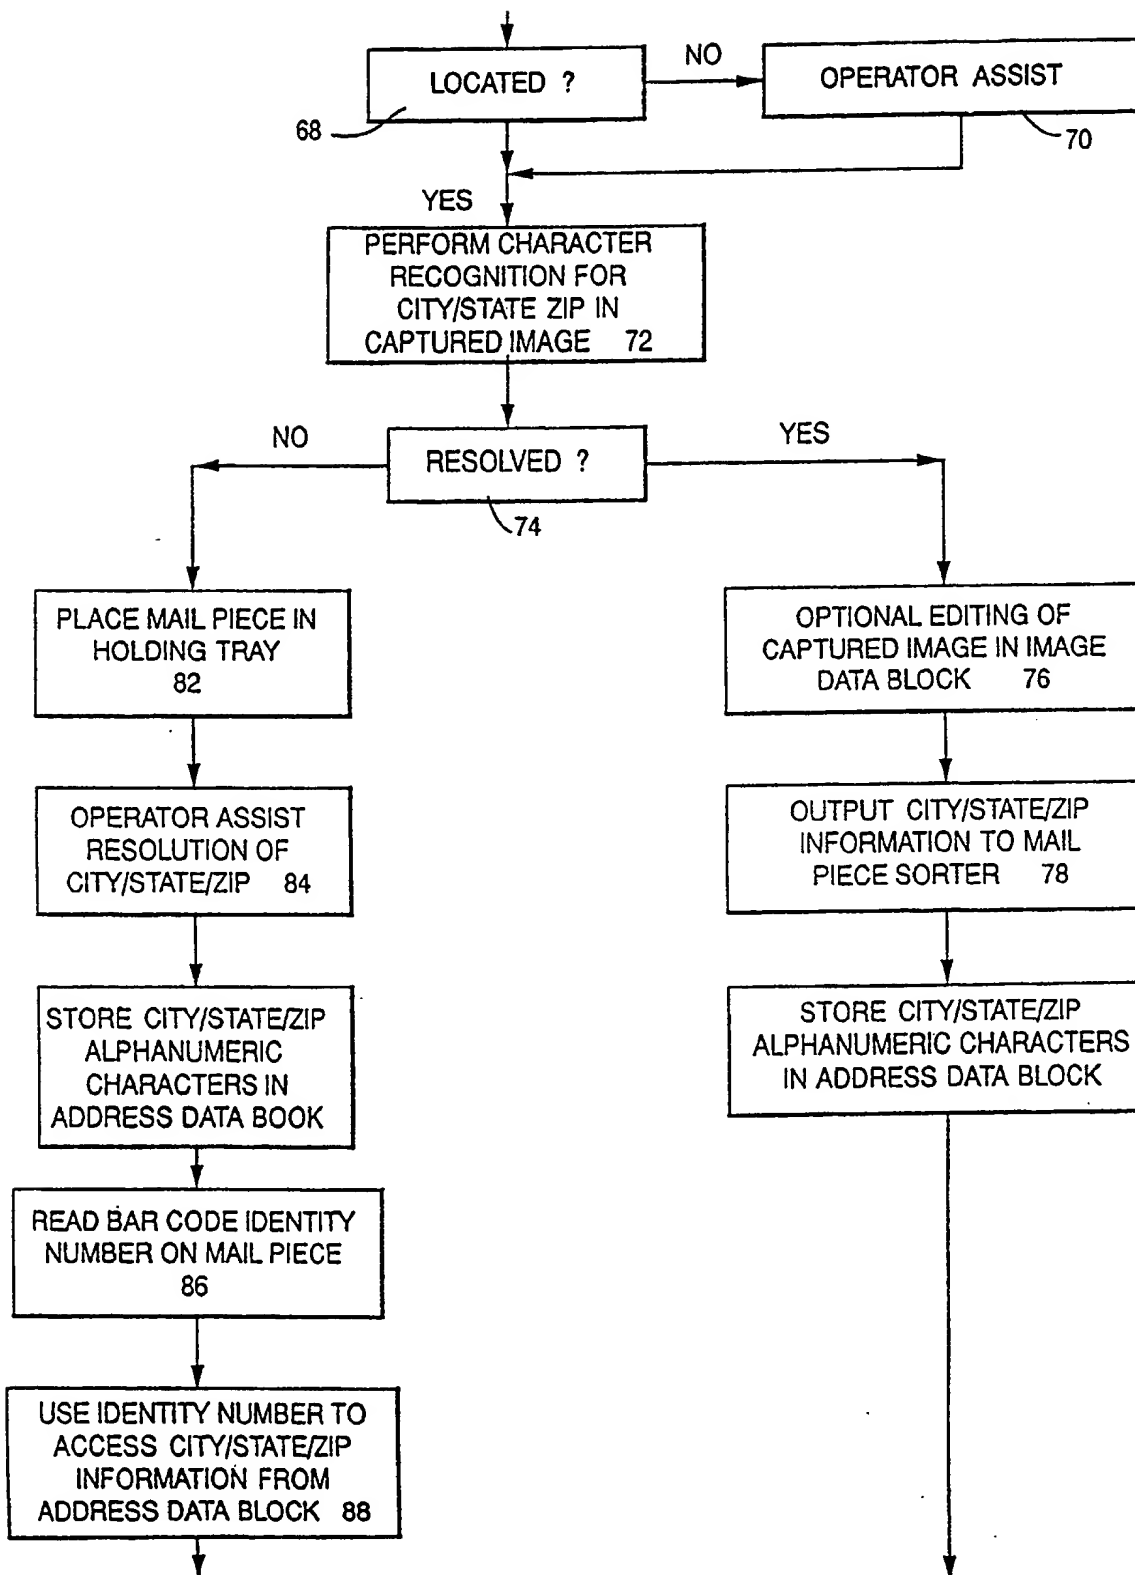 LOCATED ?
NO
OPERATOR ASSIST
68
70
YES
PERFORM CHARACTER
RECOGNITION FOR
CITY/STATE ZIP IN
CAPTURED IMAGE 72
NO
RESOLVED ?
YES
74
PLACE MAIL PIECE IN
HOLDING TRAY
82
OPERATOR ASSIST
RESOLUTION OF
CITY/STATE/ZIP 84
STORE CITY/STATE/ZIP
ALPHANUMERIC
CHARACTERS IN
ADDRESS DATA BOOK
READ BAR CODE IDENTITY
NUMBER ON MAIL PIECE
86
USE IDENTITY NUMBER TO
ACCESS CITY/STATE/ZIP
INFORMATION FROM
ADDRESS DATA BLOCK 88
OPTIONAL EDITING OF
CAPTURED IMAGE IN IMAGE
DATA BLOCK 76
OUTPUT CITY/STATE/ZIP
INFORMATION TO MAIL
PIECE SORTER 78
STORE CITY/STATE/ZIP
ALPHANUMERIC CHARACTERS
IN ADDRESS DATA BLOCK